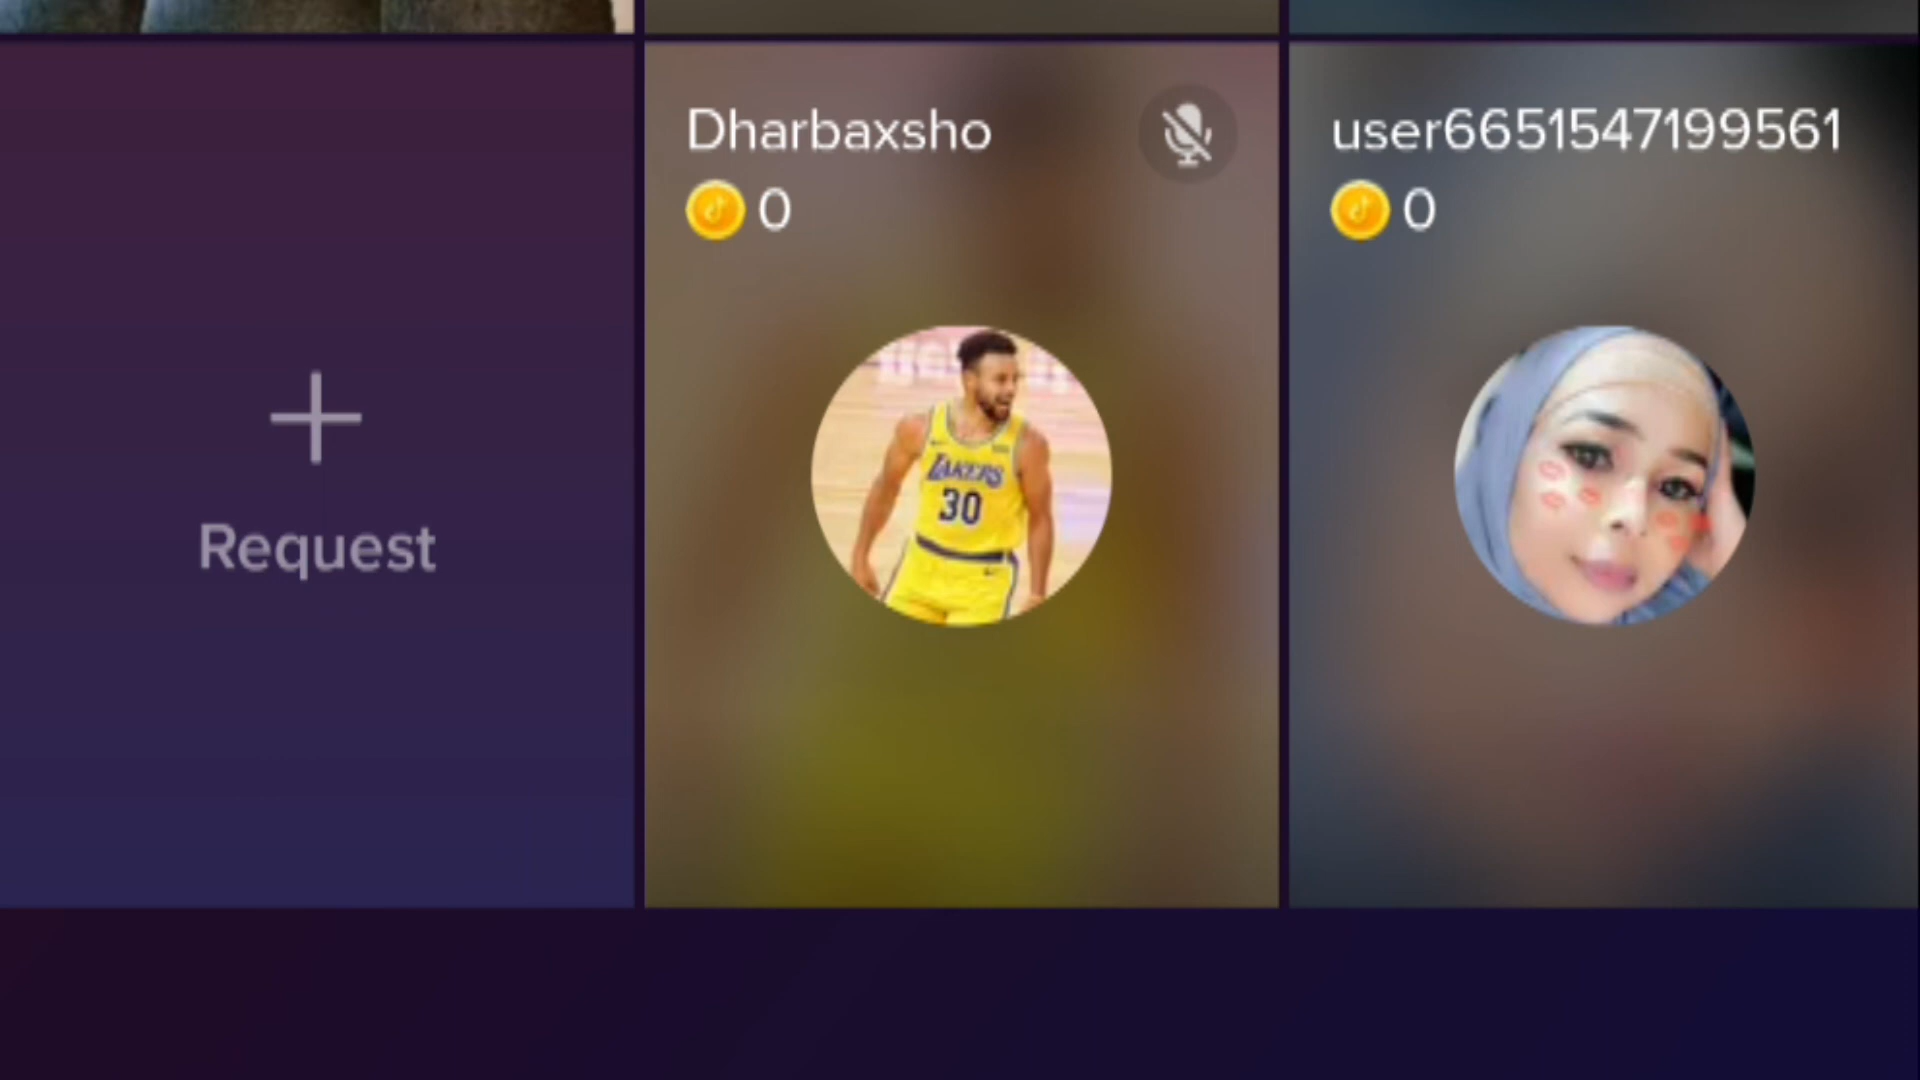 Dharbaxsho
user6651547199561
0
0
LAKERS
30
Request